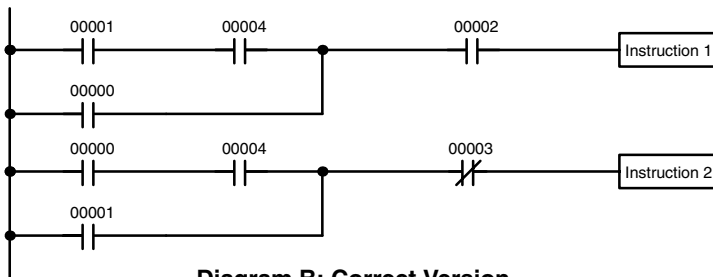 00001 00004 00002
Instruction 1
00000
00000 00004 00003
Instruction 2
00001
Diagram B: Correct Version